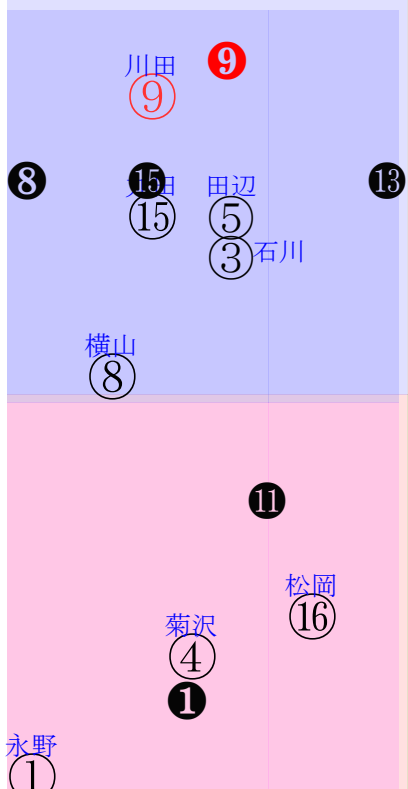 川田
❾
⑨
❽
⓯
田
田辺
⓭
⑮
⑤
③
石川
横山
⑧
⓫
松岡
⑯
菊沢
④
❶
永野
①